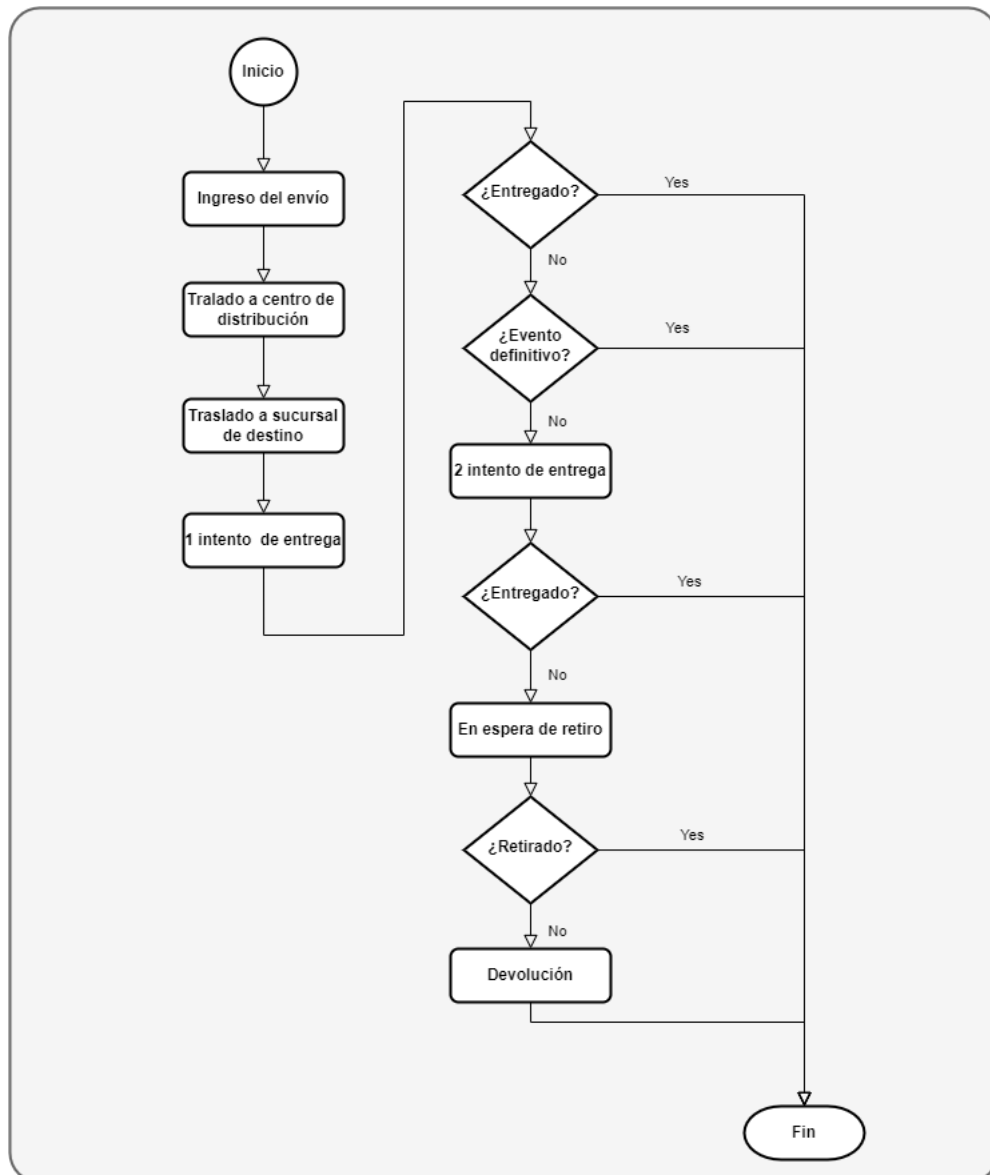 Inicio
Ingreso del envío
Tralado a centro de
distribución
Traslado a sucursal
de destino
1 intento de entrega
¿Entregado?
Yes
No
¿Evento
definitivo?
Yes
No
2 intento de entrega
¿Entregado?
Yes
No
En espera de retiro
¿Retirado?
Yes
No
Devolución
Fin